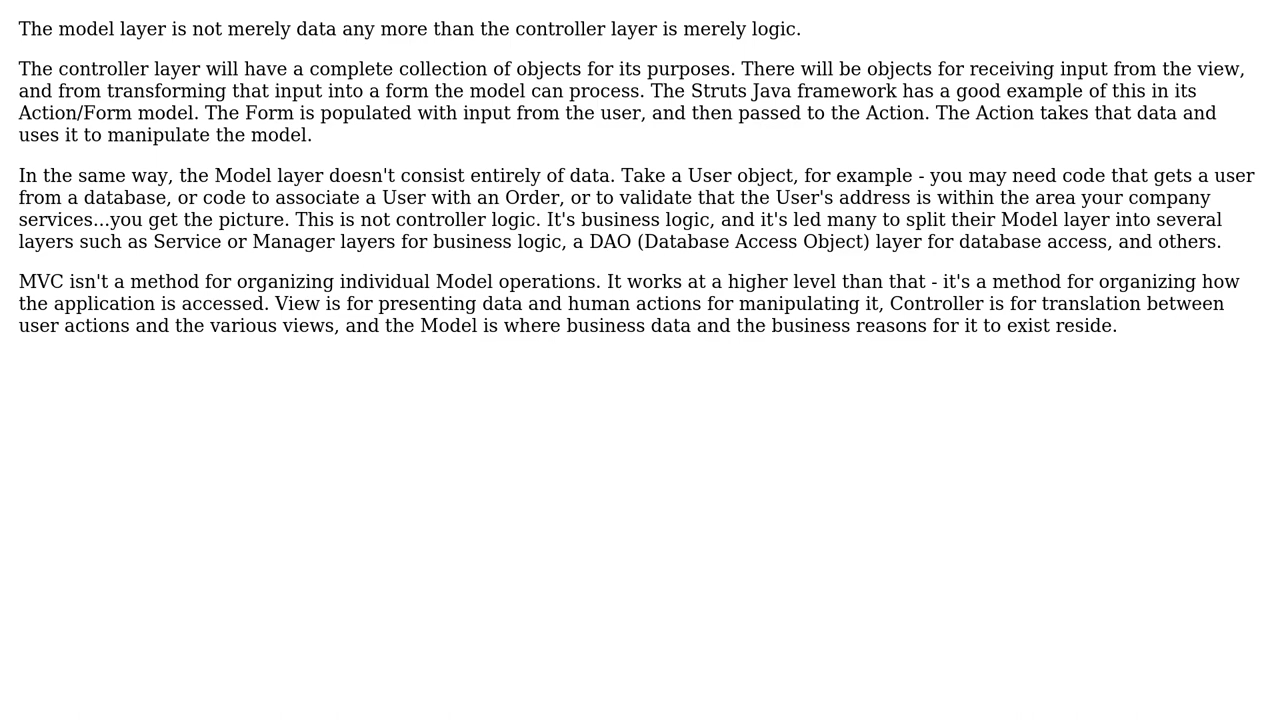 The model layer is not merely data any more than the controller layer is merely logic.
The controller layer will have a complete collection of objects for its purposes. There will be objects for receiving input from the view,
and from transforming that input into a form the model can process. The Struts Java framework has a good example of this in its
Action/Form model. The Form is populated with input from the user, and then passed to the Action. The Action takes that data and
uses it to manipulate the model.
In the same way, the Model layer doesn't consist entirely of data. Take a User object, for example - you may need code that gets a user
from a database, or code to associate a User with an Order, or to validate that the User's address is within the area your company
services...you get the picture. This is not controller logic. It's business logic, and it's led many to split their Model layer into several
layers such as Service or Manager layers for business logic, a DAO (Database Access Object) layer for database access, and others.
MVC isn't a method for organizing individual Model operations. It works at a higher level than that - it's a method for organizing how
the application is accessed. View is for presenting data and human actions for manipulating it, Controller is for translation between
user actions and the various views, and the Model is where business data and the business reasons for it to exist reside.